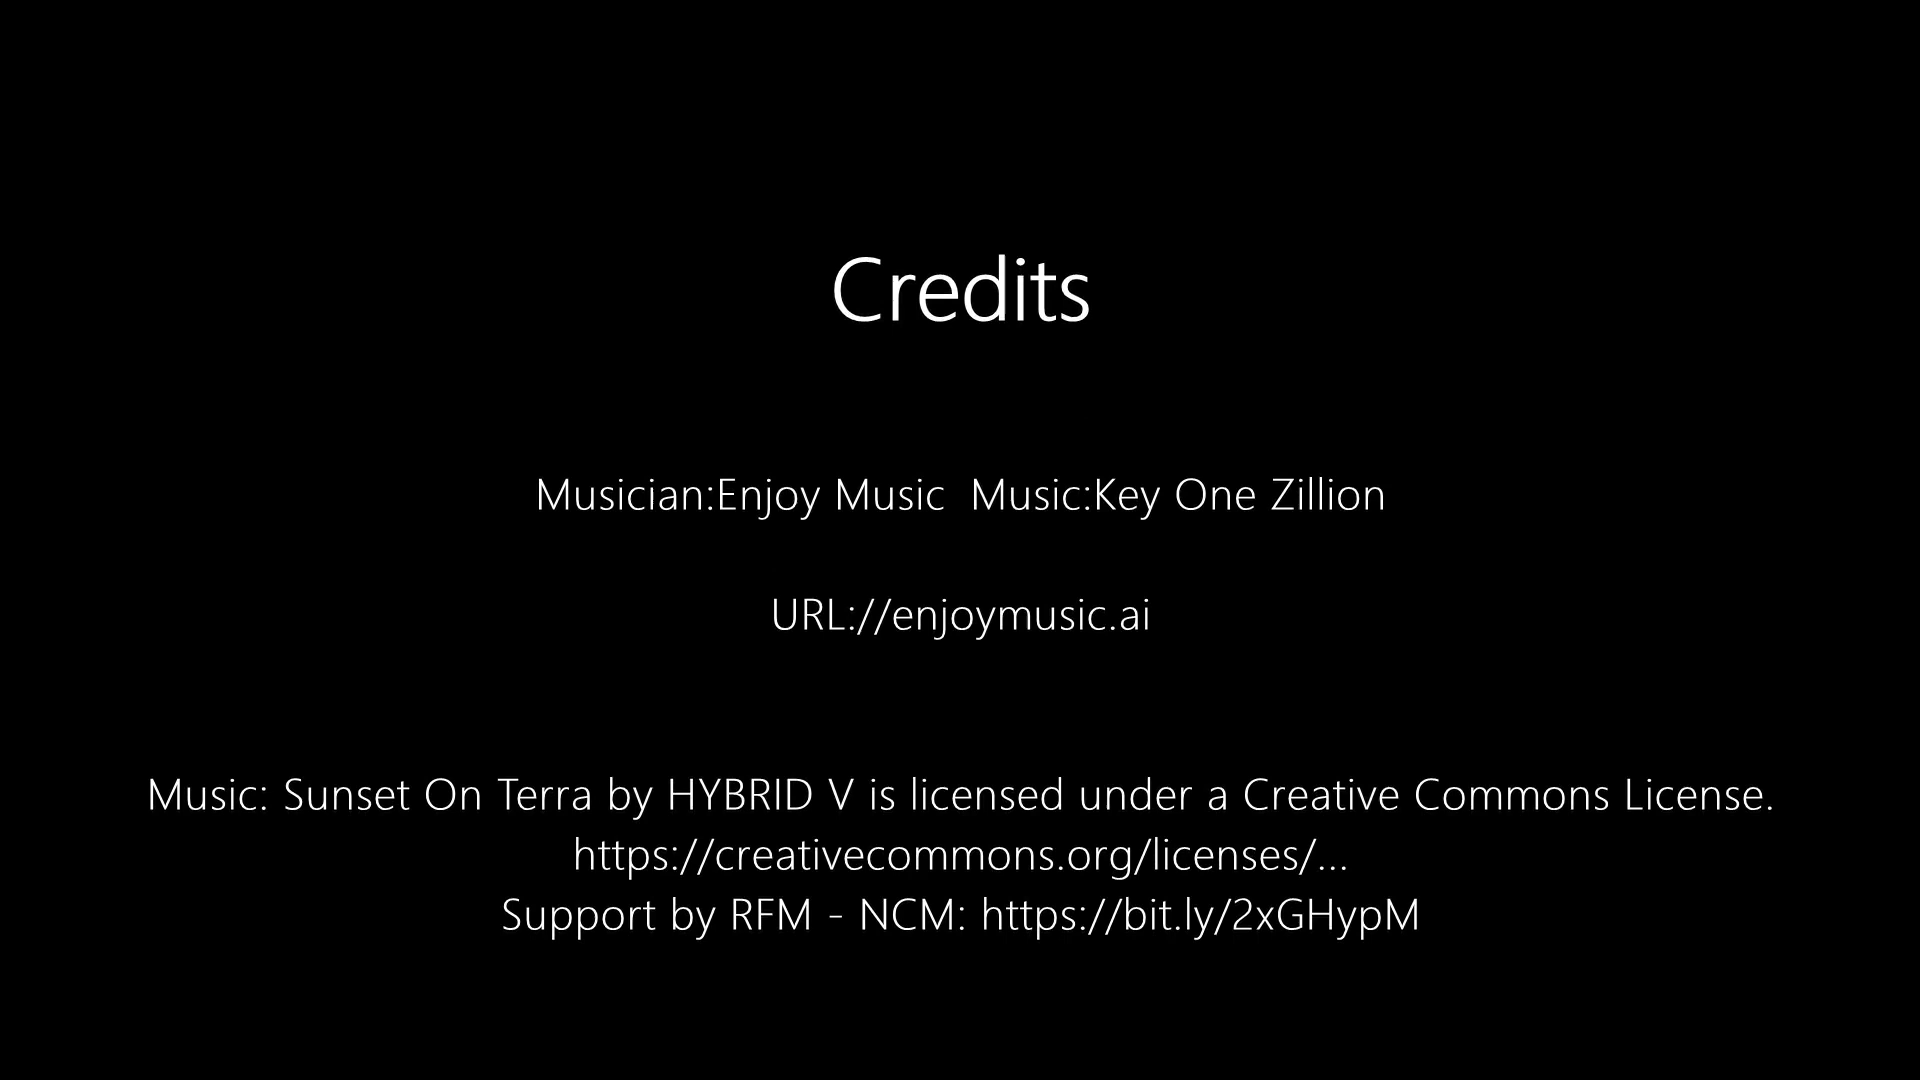 Credits
Musician:Enjoy Music  Music:Key One Zillion
URL://enjoymusic.ai
Music: Sunset On Terra by HYBRID V is licensed under a Creative Commons License.
https://creativecommons.org/licenses/...
Support by RFM - NCM: https://bit.ly/2xGHypM